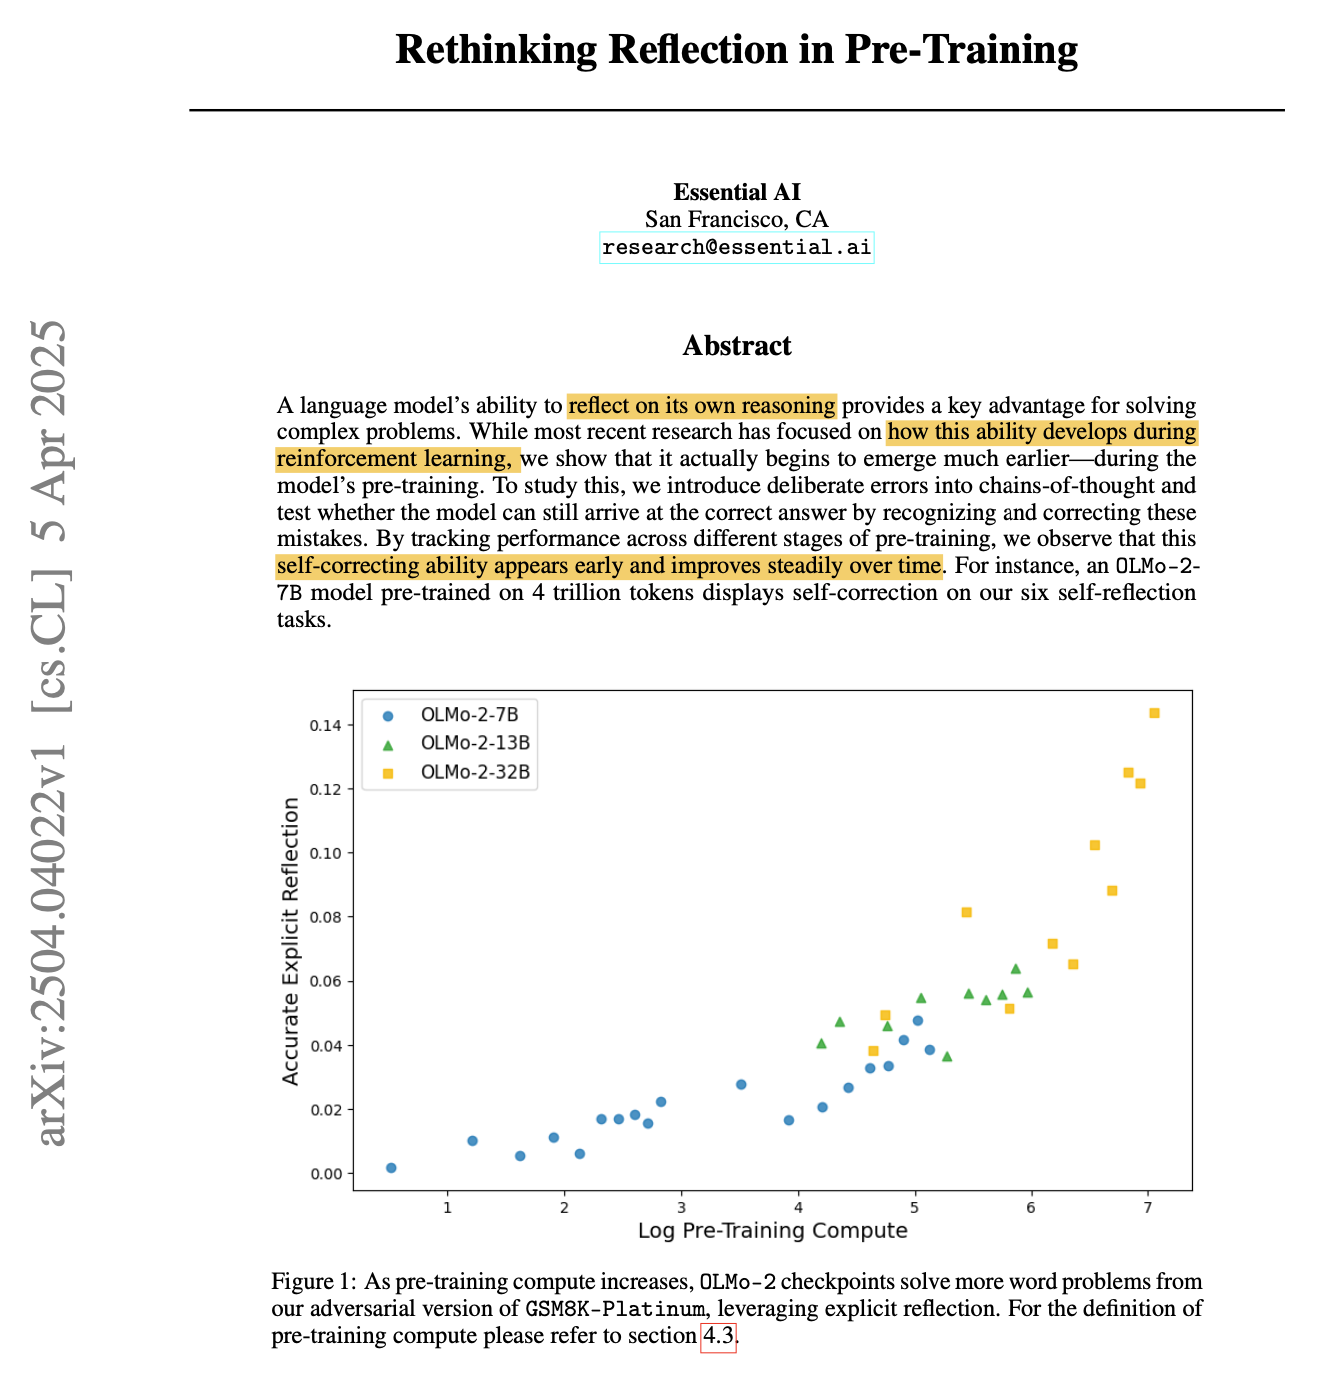 Rethinking Reflection in Pre-Training
Essential AI
San Francisco, CA
research@essential.ai
arXiv:2504.04022v1 [cs.CL] 5 Apr 2025
Abstract
A language model's ability to reflect on its own reasoning provides a key advantage for solving
complex problems. While most recent research has focused on how this ability develops during
reinforcement learning, we show that it actually begins to emerge much earlier—during the
model's pre-training. To study this, we introduce deliberate errors into chains-of-thought and
test whether the model can still arrive at the correct answer by recognizing and correcting these
mistakes. By tracking performance across different stages of pre-training, we observe that this
self-correcting ability appears early and improves steadily over time. For instance, an OLMo-2-
7B model pre-trained on 4 trillion tokens displays self-correction on our six self-reflection
tasks.
OLMo-2-7B
OLMo-2-13B
OLMo-2-32B
Accurate Explicit Reflection
0.14
0.12
0.10
0.08
0.06
0.04
0.02
0.00
1 2 3 4 5 6 7
Log Pre-Training Compute
Figure 1: As pre-training compute increases, OLMo-2 checkpoints solve more word problems from
our adversarial version of GSM8K-Platinum, leveraging explicit reflection. For the definition of
pre-training compute please refer to section 4.3.